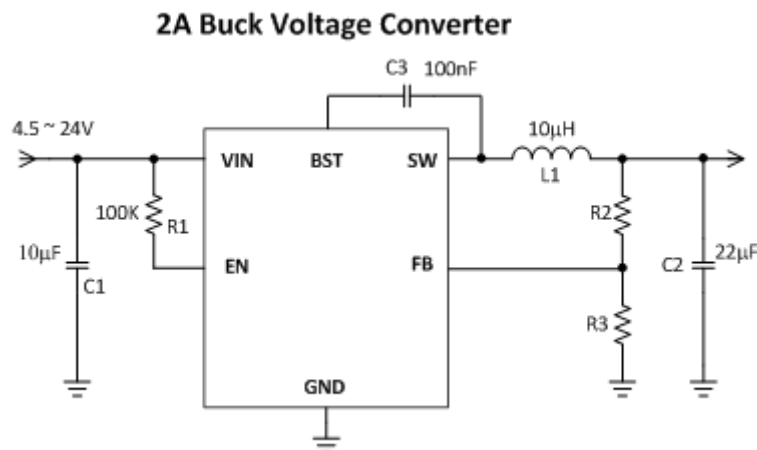 2A Buck Voltage Converter
C3 100nF
4.5 ~ 24V
10µH
VIN BST SW
L1
100K
R1
R2
10µF
EN
FB
C2
22µF
C1
R3
GND